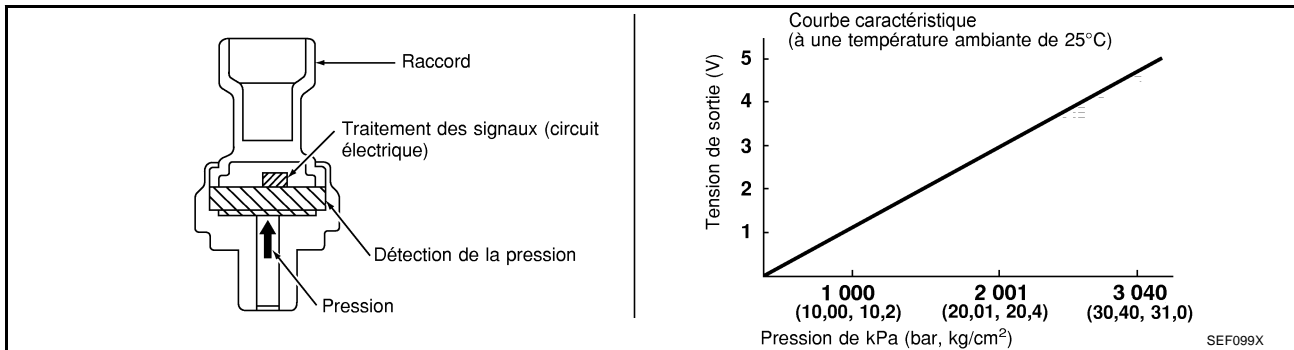 Raccord
Traitement des signaux (circuit
électrique)
Détection de la pression
Pression
Courbe caractéristique
(à une température ambiante de 25°C)
Tension de sortie (V)
5
4
3
2
1
1 000
(10,00, 10,2)
2 001
(20,01, 20,4)
3 040
(30,40, 31,0)
Pression de kPa (bar, kg/cm²)
SEF099X